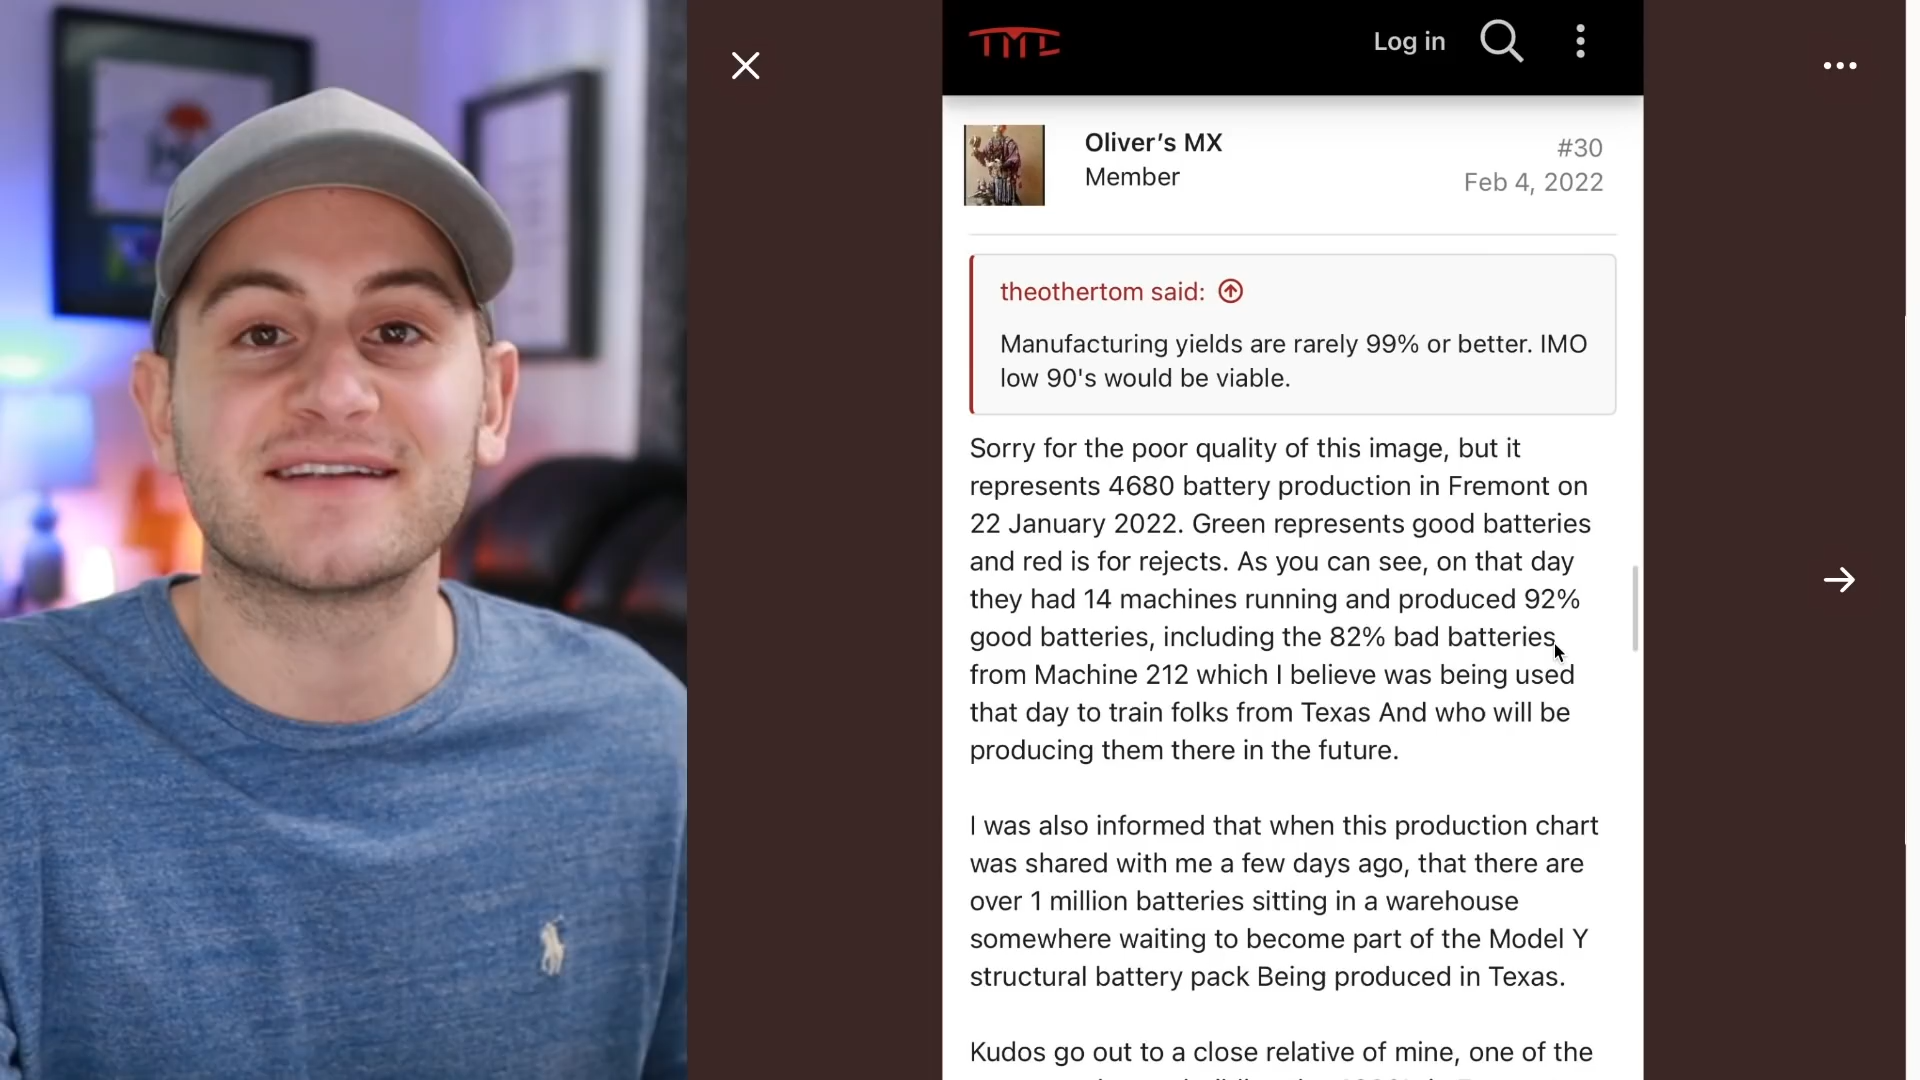 TMC
Log in
Oliver’s MX
#30
Member
Feb 4, 2022
theothertom said:
Manufacturing yields are rarely 99% or better. IMO
low 90's would be viable.
Sorry for the poor quality of this image, but it
represents 4680 battery production in Fremont on
22 January 2022. Green represents good batteries
and red is for rejects. As you can see, on that day
they had 14 machines running and produced 92%
good batteries, including the 82% bad batteries
from Machine 212 which I believe was being used
that day to train folks from Texas And who will be
producing them there in the future.
I was also informed that when this production chart
was shared with me a few days ago, that there are
over 1 million batteries sitting in a warehouse
somewhere waiting to become part of the Model Y
structural battery pack Being produced in Texas.
Kudos go out to a close relative of mine, one of the